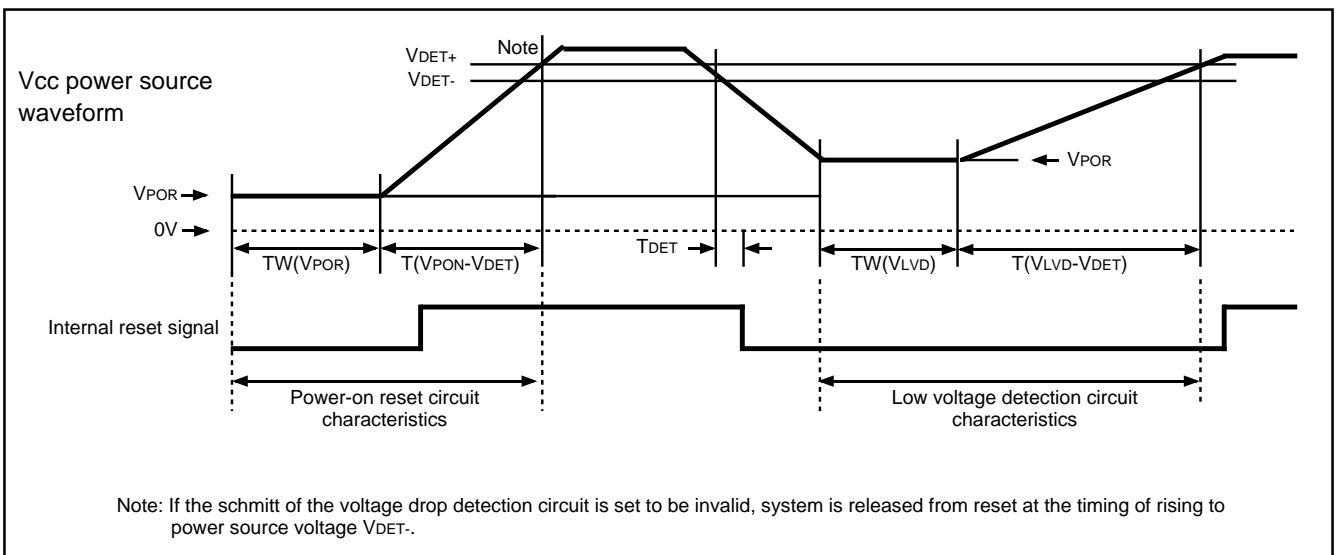 Vcc power source
waveform
VDET+
VDET-
Note
VPOR
VPOR
0V
TW(VPOR)
T(VPON-VDET)
TDET
TW(VLVD)
T(VLVD-VDET)
Internal reset signal
Power-on reset circuit
characteristics
Low voltage detection circuit
characteristics
Note: If the schmitt of the voltage drop detection circuit is set to be invalid, system is released from reset at the timing of rising to
power source voltage VDET-.